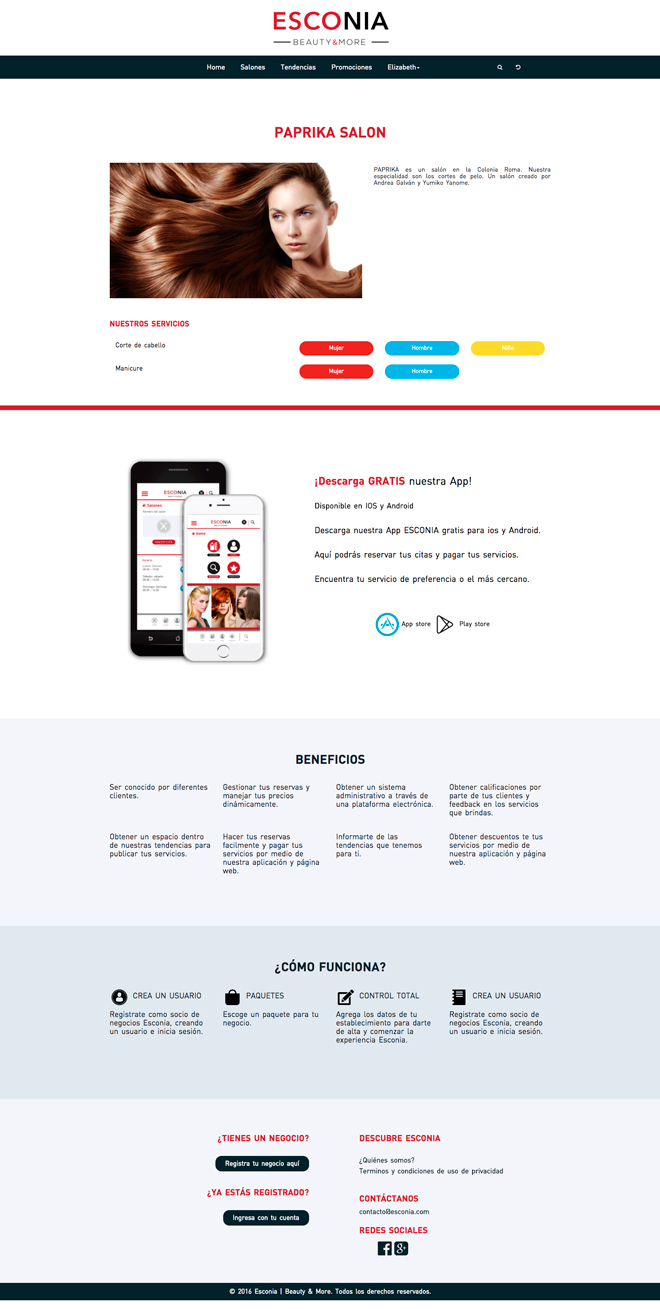 ESCONIA
BEAUTY&MORE
Home Salones Tendencias Promociones Elizabeth
PAPRIKA SALON
PAPRIKA es un salón en la Colonia Roma. Nuestra
especialidad son los cortes de pelo. Un salón creado por
Andrea Galván y Yumiko Yanome.
NUESTROS SERVICIOS
Corte de cabello Mujer Hombre Niño
Manicure Mujer Hombre
ESCONIA
Salones
ESCONIA
Home
¡Descarga GRATIS nuestra App!
Disponible en IOS y Android
Descarga nuestra App ESCONIA gratis para ios y Android.
Aquí podrás reservar tus citas y pagar tus servicios.
Encuentra tu servicio de preferencia o el más cercano.
App store Play store
BENEFICIOS
Ser conocido por diferentes
clientes.
Gestionar tus reservas y
manejar tus precios
dinámicamente.
Obtener un sistema
administrativo a través de
una plataforma electrónica.
Obtener calificaciones por
parte de tus clientes y
feedback en los servicios
que brindas.
Obtener un espacio dentro
de nuestras tendencias para
publicar tus servicios.
Hacer tus reservas
facilmente y pagar tus
servicios por medio de
nuestra aplicación y página
web.
Informarte de las
tendencias que tenemos
para ti.
Obtener descuentos te tus
servicios por medio de
nuestra aplicación y página
web.
¿CÓMO FUNCIONA?
CREA UN USUARIO
Registrate como socio de
negocios Esconia, creando
un usuario e inicia sesión.
PAQUETES
Escoge un paquete para tu
negocio.
CONTROL TOTAL
Agrega los datos de tu
establecimiento para darte
de alta y comenzar la
experiencia Esconia.
CREA UN USUARIO
Registrate como socio de
negocios Esconia, creando
un usuario e inicia sesión.
¿TIENES UN NEGOCIO?
Registra tu negocio aquí
¿YA ESTÁS REGISTRADO?
Ingresa con tu cuenta
DESCUBRE ESCONIA
¿Quiénes somos?
Terminos y condiciones de uso de privacidad
CONTÁCTANOS
contacto@esconia.com
REDES SOCIALES
© 2016 Esconia | Beauty & More. Todos los derechos reservados.